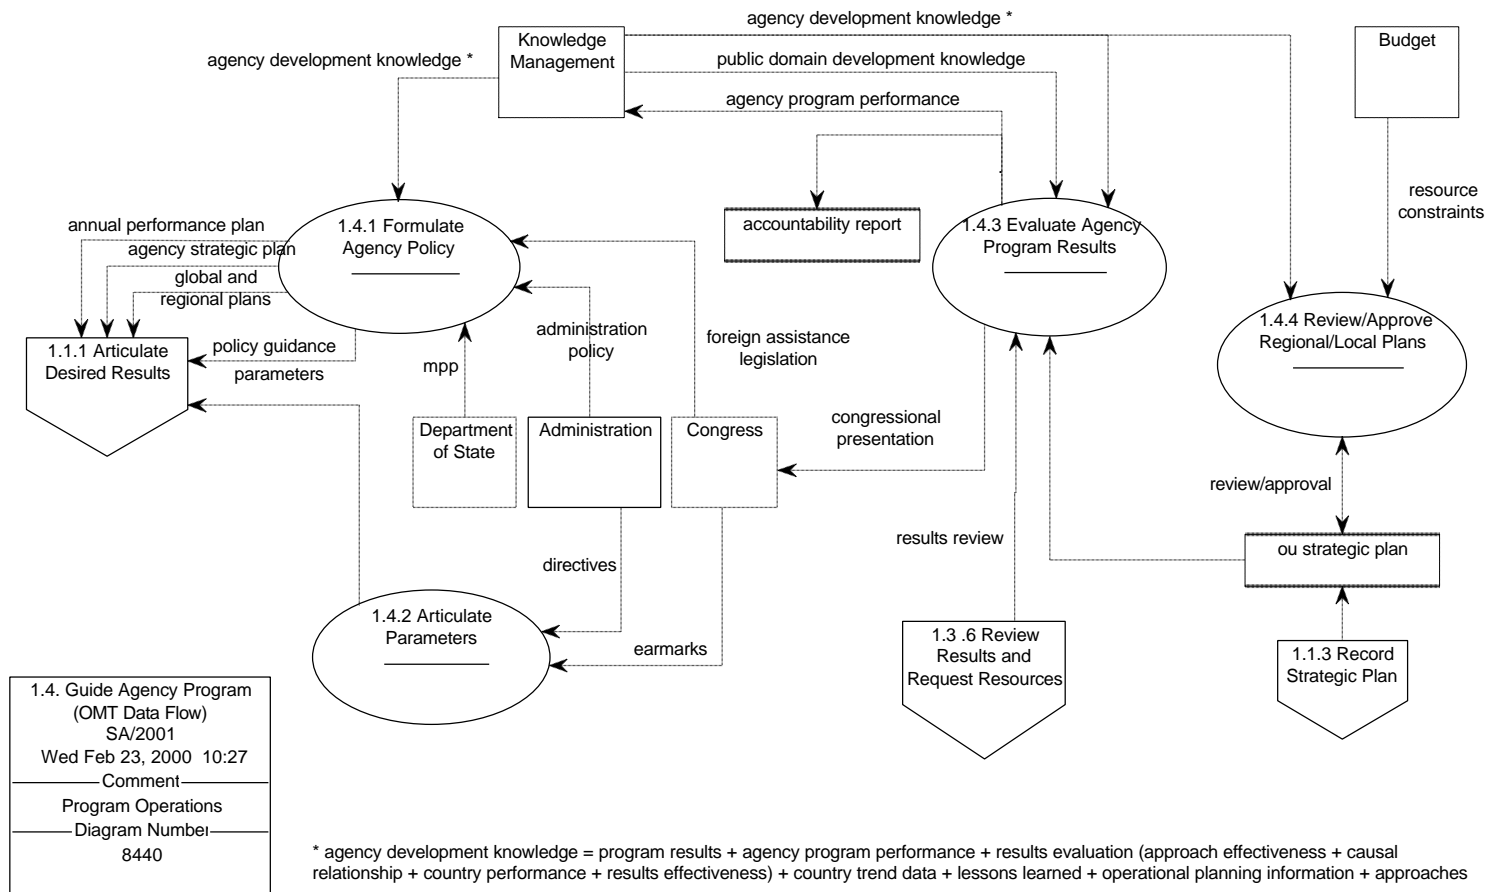 agency development knowledge *
Knowledge
Management
Budget
agency development knowledge *
public domain development knowledge
agency program performance
resource
constraints
annual performance plan
agency strategic plan
global and
regional plans
1.4.1 Formulate
Agency Policy
accountability report
1.4.3 Evaluate Agency
Program Results
1.4.4 Review/Approve
Regional/Local Plans
1.1.1 Articulate
Desired Results
policy guidance
parameters
mpp
administration
policy
foreign assistance
legislation
Department
of State
Administration
Congress
congressional
presentation
review/approval
results review
ou strategic plan
directives
1.4.2 Articulate
Parameters
earmarks
1.3 .6 Review
Results and
Request Resources
1.1.3 Record
Strategic Plan
1.4. Guide Agency Program
(OMT Data Flow)
SA/2001
Wed Feb 23, 2000 10:27
Comment
Program Operations
Diagram Number
8440
* agency development knowledge = program results + agency program performance + results evaluation (approach effectiveness + causal
relationship + country performance + results effectiveness) + country trend data + lessons learned + operational planning information + approaches